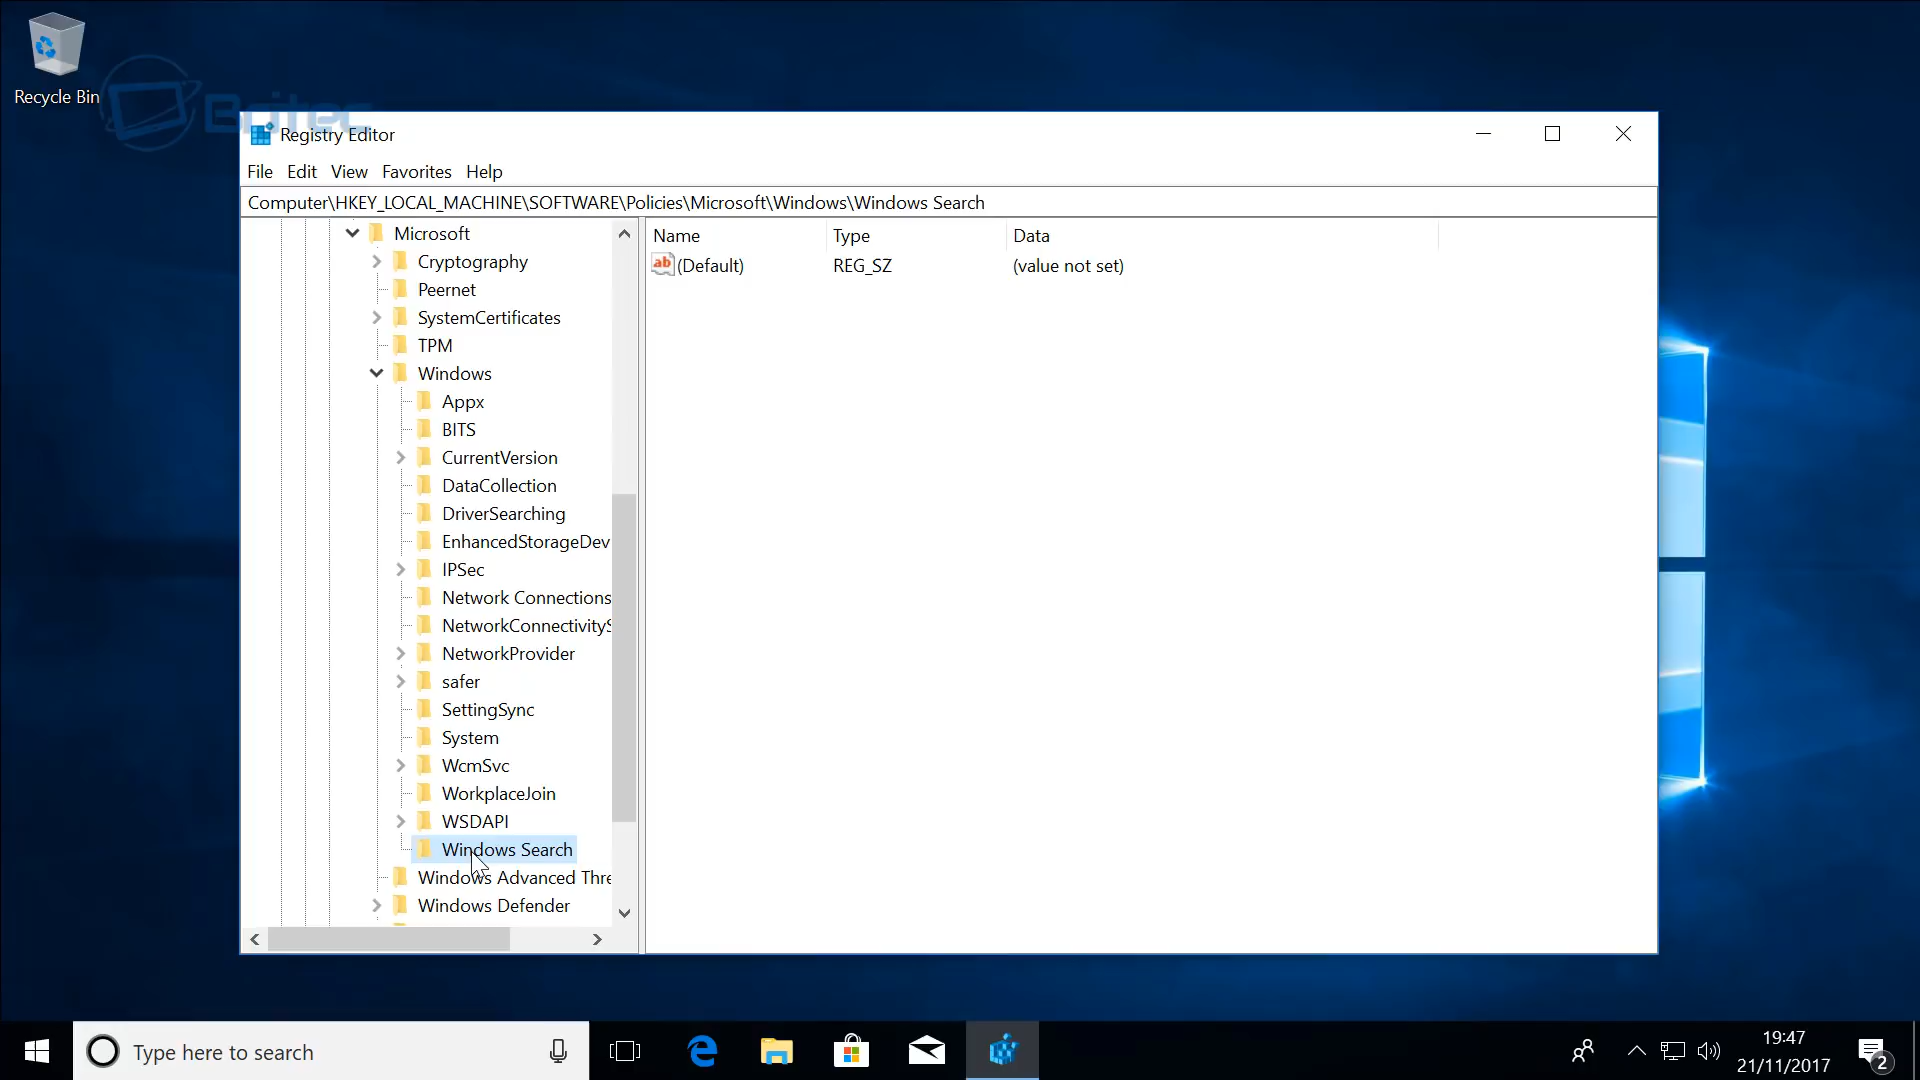 Recycle Bin
Britec
Registry Editor
File Edit View Favorites Help
Computer\HKEY_LOCAL_MACHINE\SOFTWARE\Policies\Microsoft\Windows\Windows Search
Name Type Data
(Default) REG_SZ (value not set)
Microsoft
Cryptography
Peernet
SystemCertificates
TPM
Windows
Appx
BITS
CurrentVersion
DataCollection
DriverSearching
EnhancedStorageDev
IPSec
Network Connections
NetworkConnectivityS
NetworkProvider
safer
SettingSync
System
WcmSvc
WorkplaceJoin
WSDAPI
Windows Search
Windows Advanced Thre
Windows Defender
Type here to search
19:47
21/11/2017
2